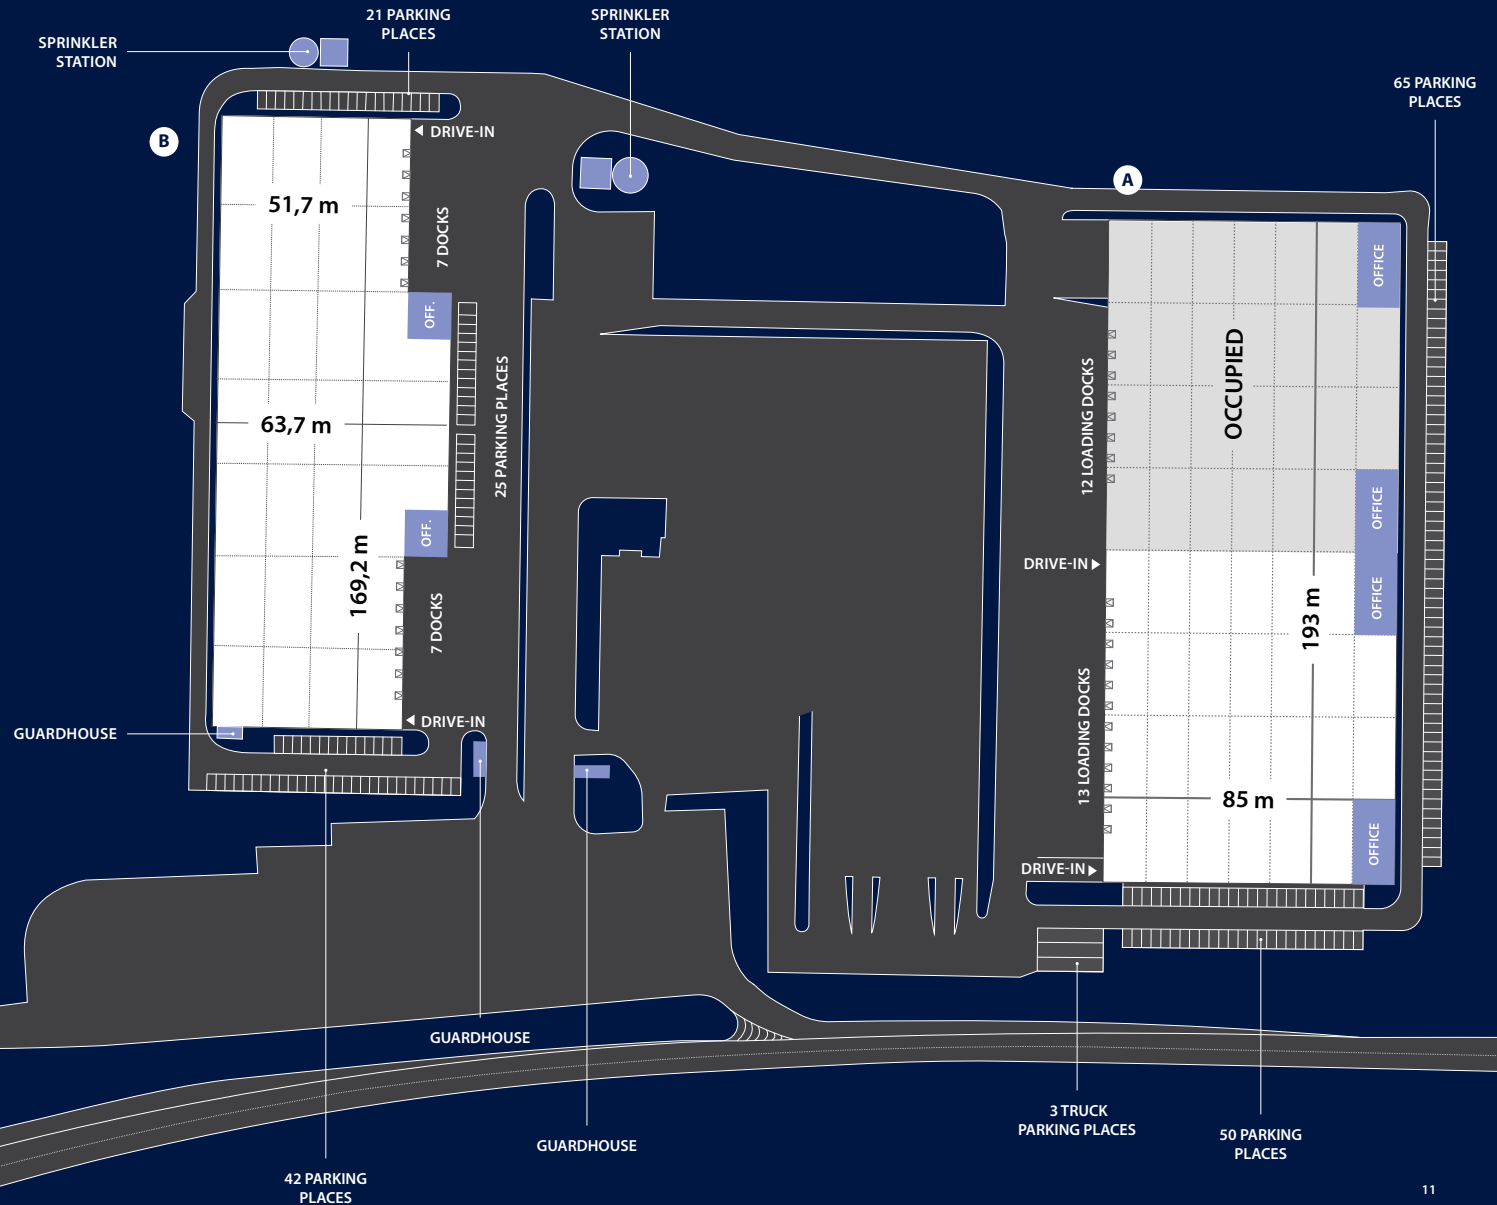 21 PARKING
PLACES
SPRINKLER
STATION
SPRINKLER
STATION
65 PARKING
PLACES
B
DRIVE-IN
A
51,7 m
7 DOCKS
OFF.
OFFICE
OCCUPIED
12 LOADING DOCKS
25 PARKING PLACES
63,7 m
OFFICE
OFF.
169,2 m
DRIVE-IN
OFFICE
193 m
7 DOCKS
13 LOADING DOCKS
DRIVE-IN
GUARDHOUSE
85 m
OFFICE
DRIVE-IN
GUARDHOUSE
3 TRUCK
PARKING PLACES
50 PARKING
PLACES
GUARDHOUSE
42 PARKING
PLACES
11